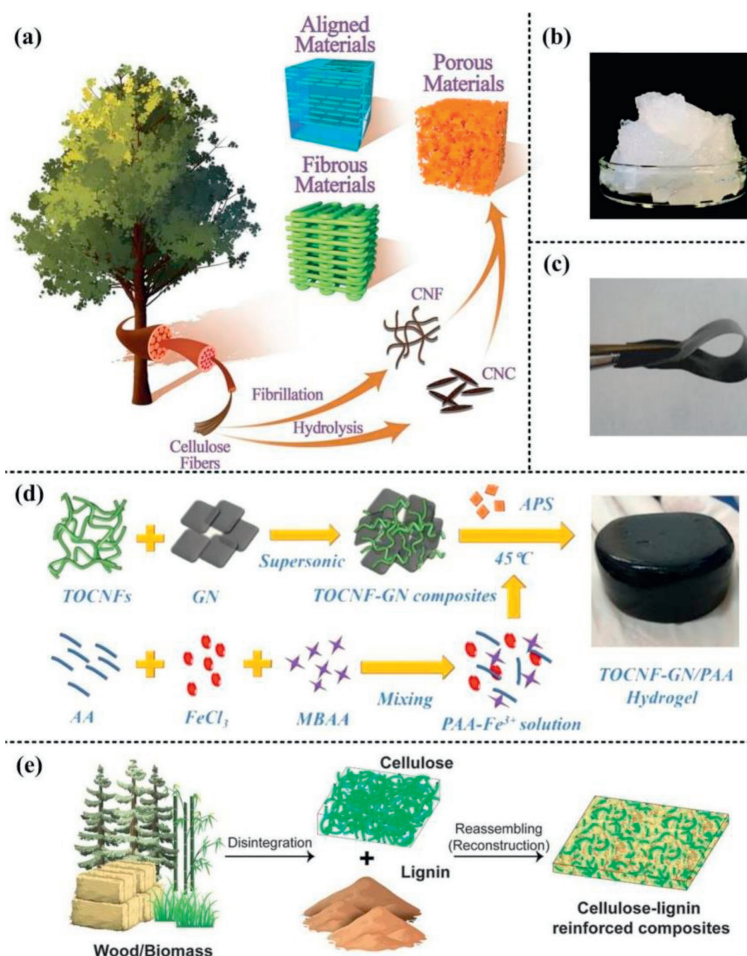 (a)
Aligned
Materials
Porous
Materials
Fibrous
Materials
CNF
CNC
Fibrillation
Hydrolysis
Cellulose
Fibers
(b)
(c)
(d)
TOCNFs
GN
Supersonic
TOCNF-GN composites
APS
45°C
AA
FeCl₃
MBAA
Mixing
PAA-Fe³⁺ solution
TOCNF-GN/PAA
Hydrogel
(e)
Wood/Biomass
Disintegration
Cellulose
+
Lignin
Reassembling
(Reconstruction)
Cellulose-lignin
reinforced composites